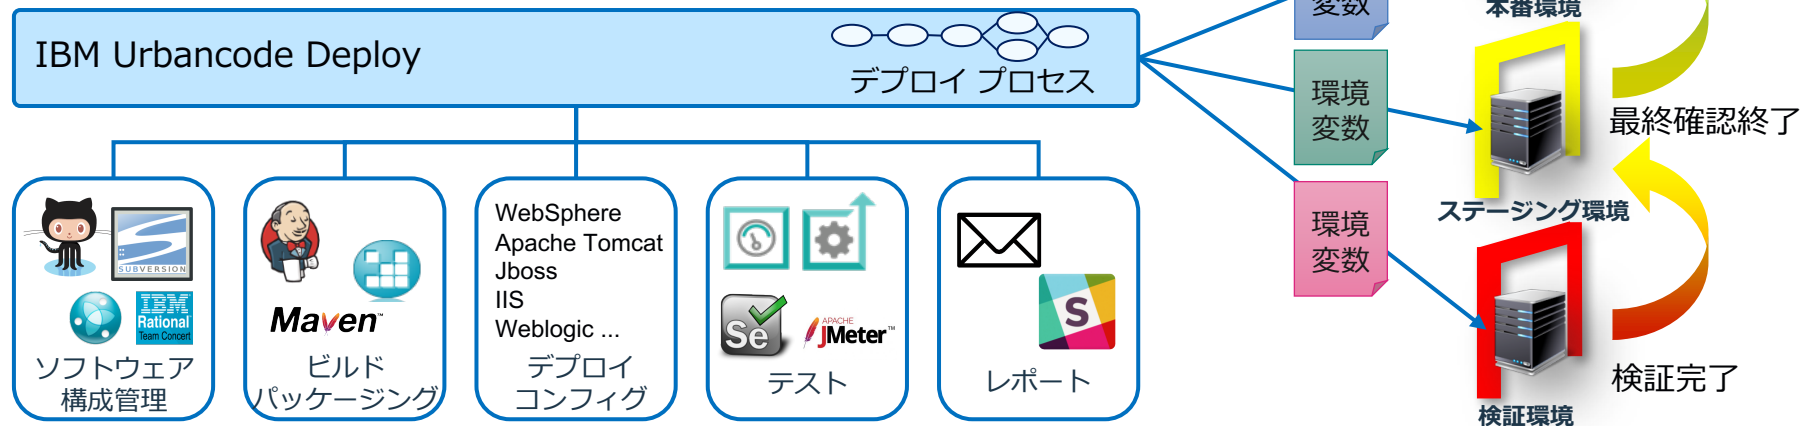 IBM Urbancode Deploy
デプロイ プロセス
変数
本番環境
環境
変数
最終確認終了
ステージング環境
環境
変数
検証完了
検証環境
SUBVERSION
IBM
Rational
Team Concert
ソフトウェア
構成管理
Maven™
ビルド
パッケージング
WebSphere
Apache Tomcat
Jboss
IIS
Weblogic ...
デプロイ
コンフィグ
Se
APACHE
JMeter™
テスト
S
レポート